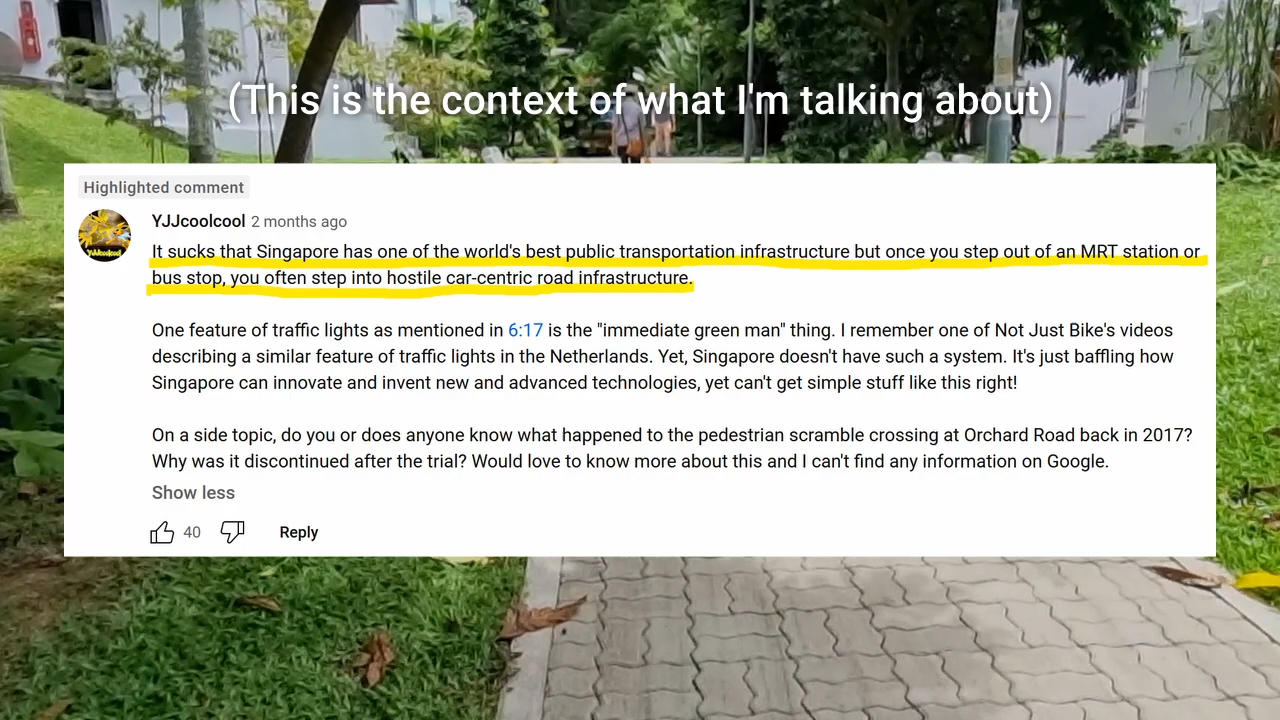 (This is the context of what I'm talking about)
Highlighted comment
YJJcoolcool 2 months ago
It sucks that Singapore has one of the world's best public transportation infrastructure but once you step out of an MRT station or
bus stop, you often step into hostile car-centric road infrastructure.
One feature of traffic lights as mentioned in 6:17 is the "immediate green man" thing. I remember one of Not Just Bike's videos
describing a similar feature of traffic lights in the Netherlands. Yet, Singapore doesn't have such a system. It's just baffling how
Singapore can innovate and invent new and advanced technologies, yet can't get simple stuff like this right!
On a side topic, do you or does anyone know what happened to the pedestrian scramble crossing at Orchard Road back in 2017?
Why was it discontinued after the trial? Would love to know more about this and I can't find any information on Google.
Show less
40 Reply